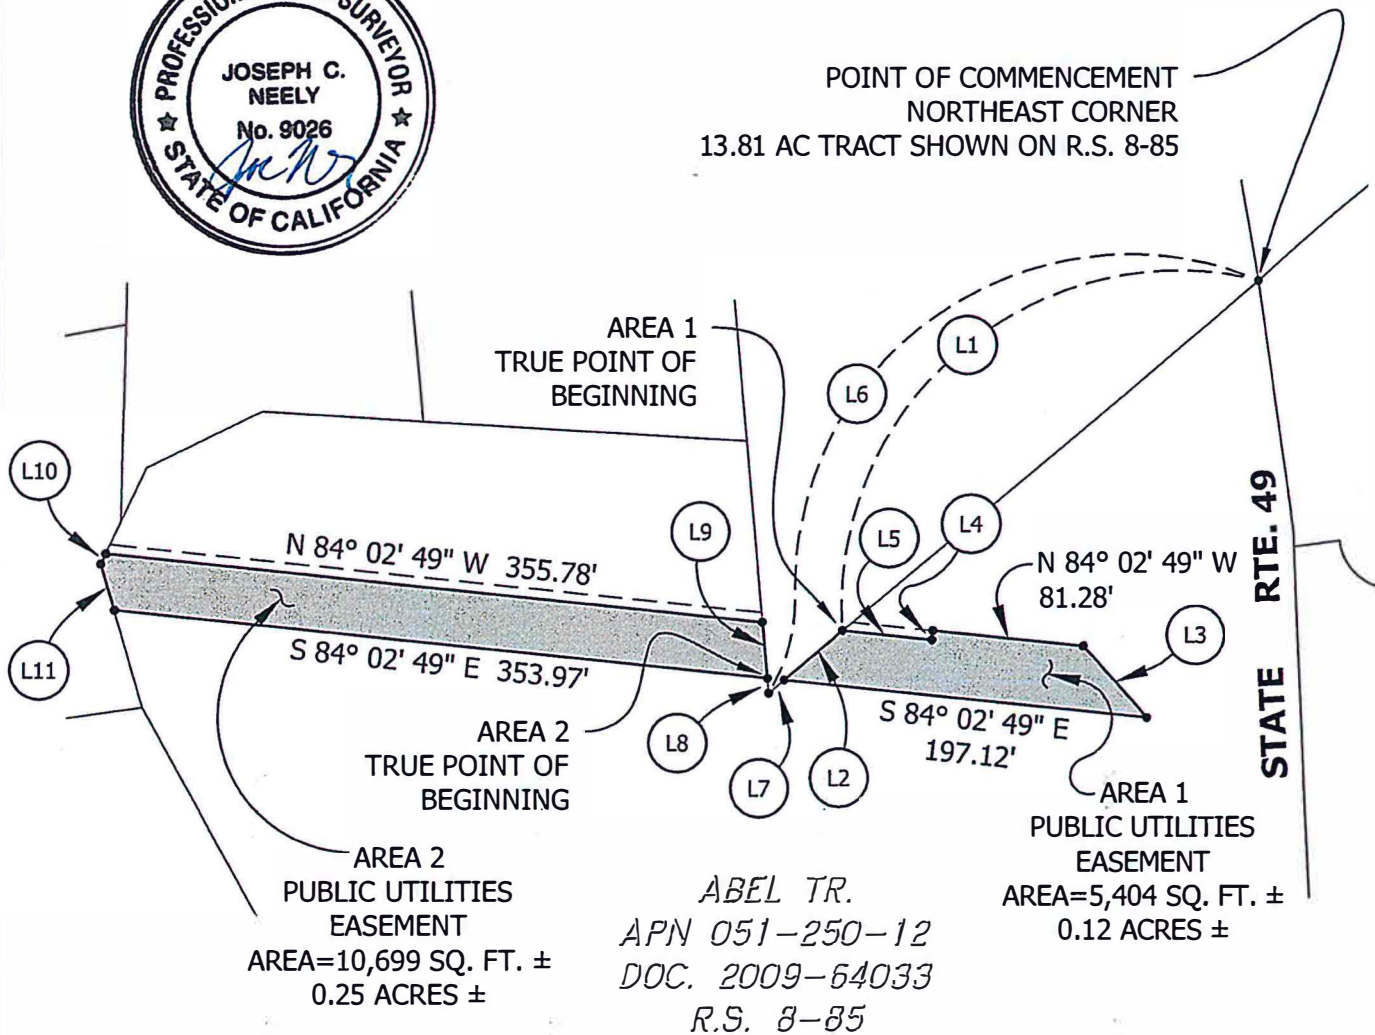 PROFESSIONAL SURVEYOR
JOSEPH C.
NEELY
No. 9026
STATE OF CALIFORNIA
POINT OF COMMENCEMENT
NORTHEAST CORNER
13.81 AC TRACT SHOWN ON R.S. 8-85
AREA 1
TRUE POINT OF
BEGINNING
L1
L6
L10
L9
L5
L4
N 84° 02' 49" W 355.78'
N 84° 02' 49" W
81.28'
STATE RTE. 49
L3
L11
S 84° 02' 49" E 353.97'
S 84° 02' 49" E
197.12'
AREA 2
TRUE POINT OF
BEGINNING
L8
L7
L2
AREA 1
PUBLIC UTILITIES
EASEMENT
AREA=5,404 SQ. FT. ±
0.12 ACRES ±
AREA 2
PUBLIC UTILITIES
EASEMENT
AREA=10,699 SQ. FT. ±
0.25 ACRES ±
ABEL TR.
APN 051-250-12
DOC. 2009-64033
R.S. 8-85